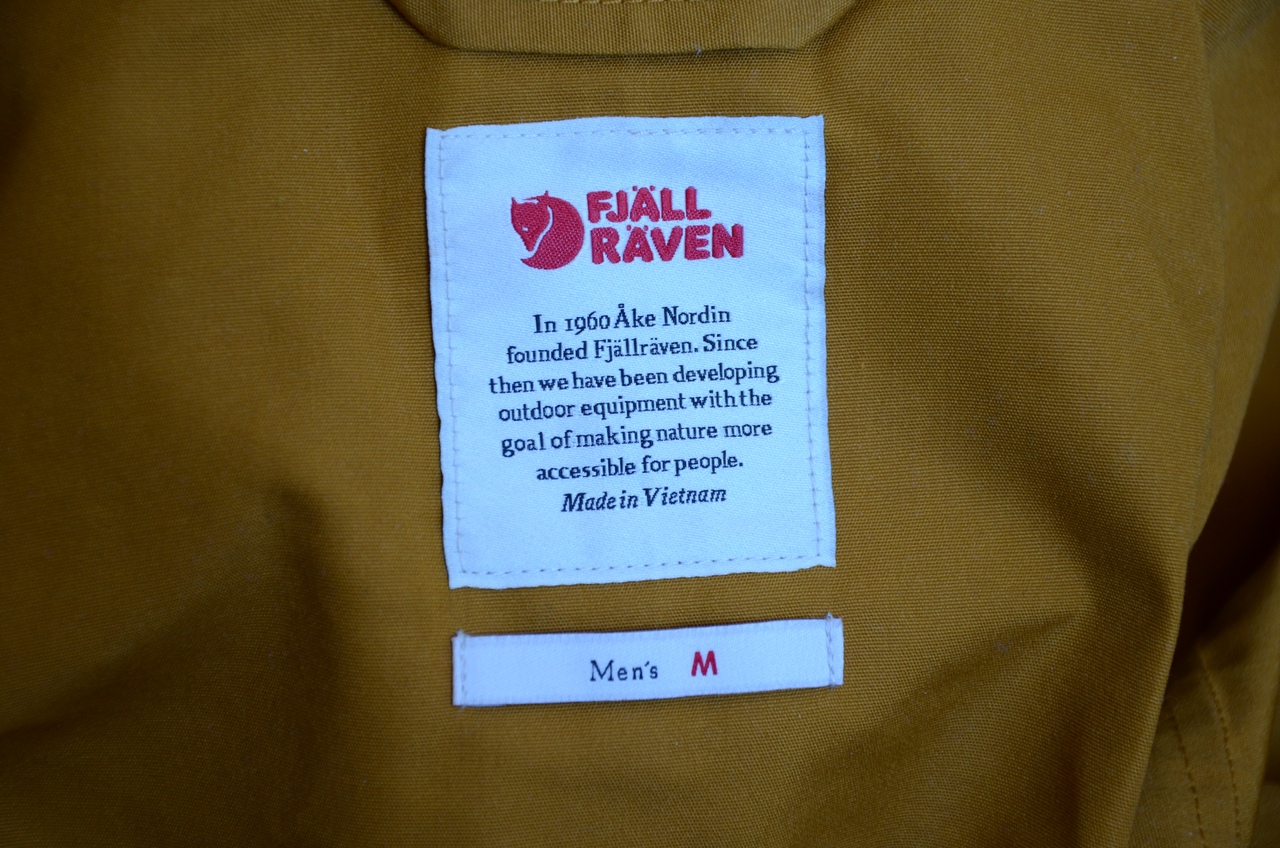 FJÄLL
RÄVEN
In 1960 Åke Nordin
founded Fjällräven. Since
then we have been developing
outdoor equipment with the
goal of making nature more
accessible for people.
Made in Vietnam
Men's M